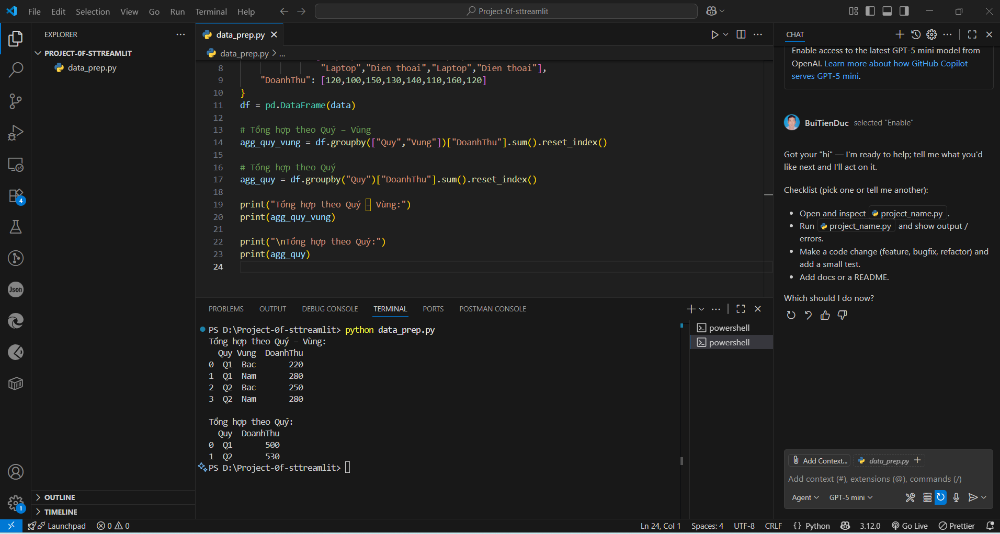 File Edit Selection View Go Run Terminal Help
Project-0f-sttreamlit
EXPLORER
PROJECT-0F-STTREAMLIT
data_prep.py
4
Json
1
OUTLINE
TIMELINE
data_prep.py
data_prep.py > ...
8 "Laptop","Dien thoai","Laptop","Dien thoai"],
9 "DoanhThu": [120,100,150,130,140,110,160,120]
10 }
11 df = pd.DataFrame(data)
12
13 # Tổng hợp theo Quý – Vùng
14 agg_quy_vung = df.groupby(["Quy","Vung"])["DoanhThu"].sum().reset_index()
15
16 # Tổng hợp theo Quý
17 agg_quy = df.groupby("Quy")["DoanhThu"].sum().reset_index()
18
19 print("Tổng hợp theo Quý – Vùng:")
20 print(agg_quy_vung)
21
22 print("\nTổng hợp theo Quý:")
23 print(agg_quy)
24
PROBLEMS OUTPUT DEBUG CONSOLE TERMINAL PORTS POSTMAN CONSOLE
PS D:\Project-0f-sttreamlit> python data_prep.py
Tổng hợp theo Quý – Vùng:
Quy Vung DoanhThu
0 Q1 Bac 220
1 Q1 Nam 280
2 Q2 Bac 250
3 Q2 Nam 280
Tổng hợp theo Quý:
Quy DoanhThu
0 Q1 500
1 Q2 530
PS D:\Project-0f-sttreamlit>
powershell
powershell
CHAT
Enable access to the latest GPT-5 mini model from
OpenAI. Learn more about how GitHub Copilot
serves GPT-5 mini.
BuiTienDuc selected "Enable"
Got your "hi" — I'm ready to help; tell me what you'd
like next and I'll act on it.
Checklist (pick one or tell me another):
• Open and inspect project_name.py .
• Run project_name.py and show output /
errors.
• Make a code change (feature, bugfix, refactor) and
add a small test.
• Add docs or a README.
Which should I do now?
Add Context... data_prep.py
Add context (#), extensions (@), commands (/)
Agent GPT-5 mini
Launchpad 0 0
Ln 24, Col 1 Spaces: 4 UTF-8 CRLF {} Python 3.12.0 Go Live Prettier